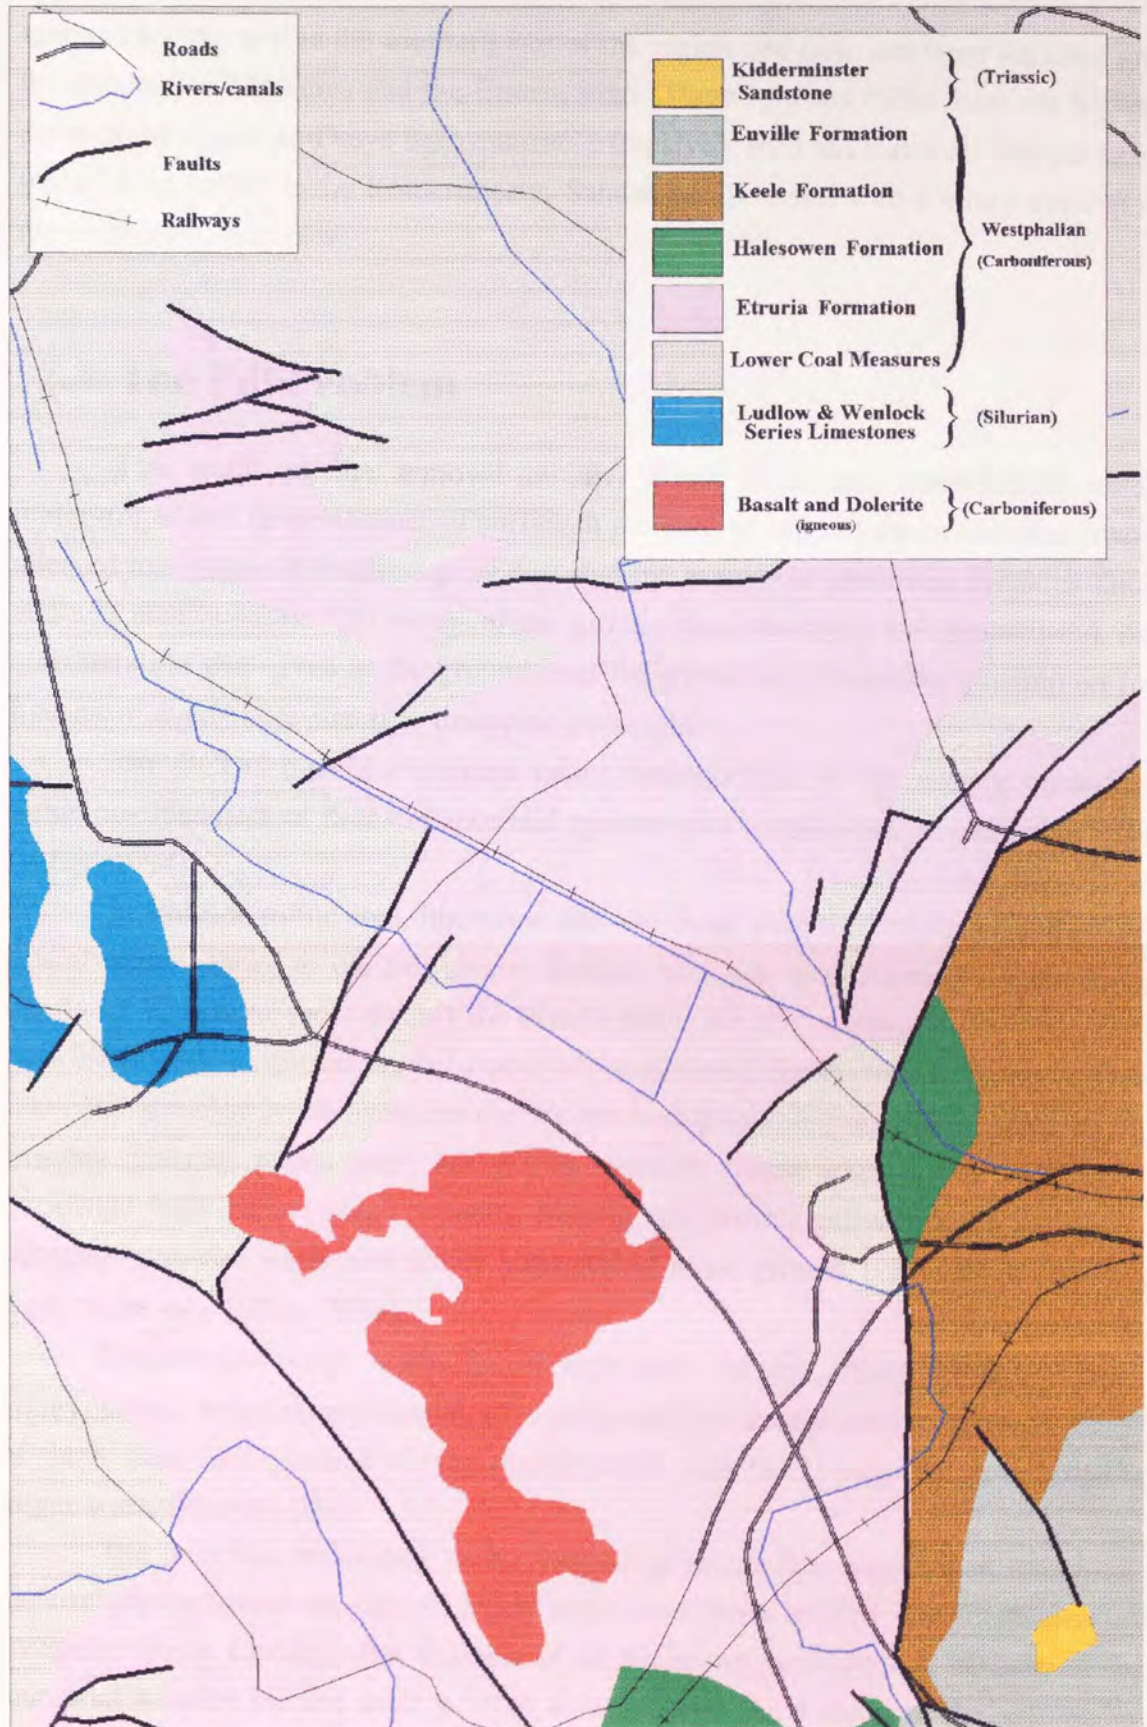 Roads
Rivers/canals
Faults
Railways
Kidderminster
Sandstone
(Triassic)
Enville Formation
Keele Formation
Halesowen Formation
Etruria Formation
Lower Coal Measures
Westphalian
(Carboniferous)
Ludlow & Wenlock
Series Limestones
(Silurian)
Basalt and Dolerite
(igneous)
(Carboniferous)